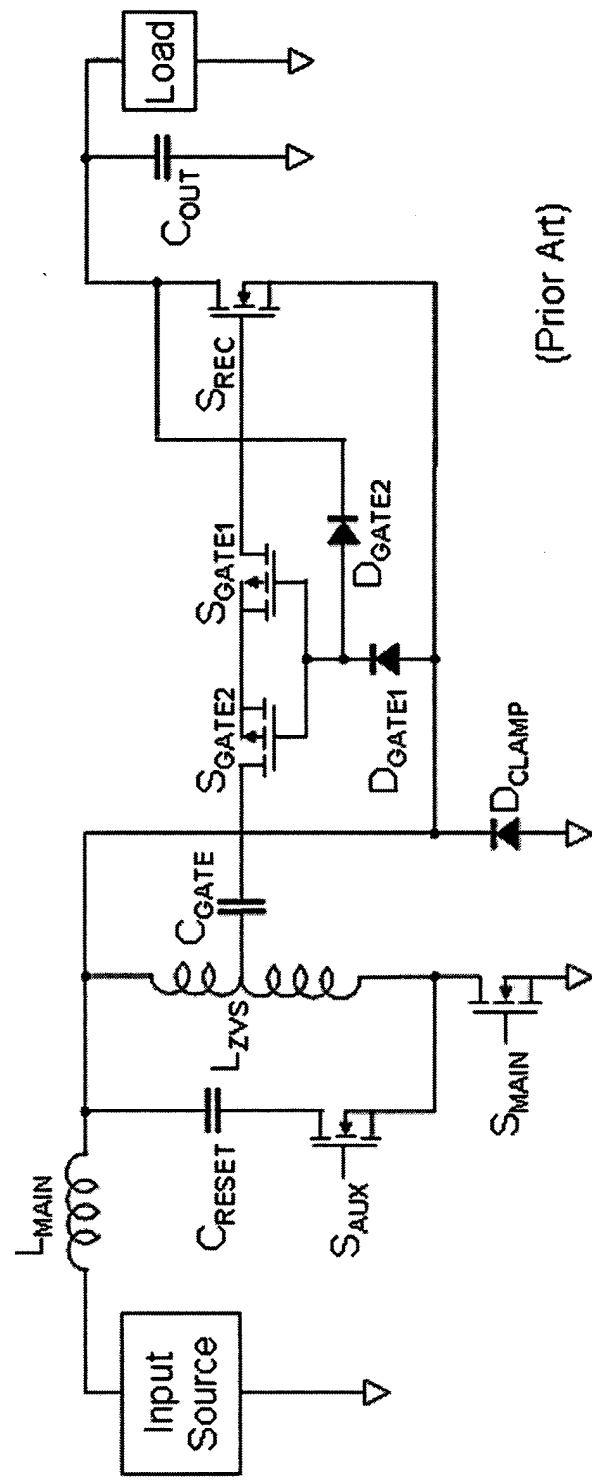 Input
Source
L_MAIN
C_RESET
S_AUX
L_ZVS
S_MAIN
C_GATE
S_GATE2
S_GATE1
D_GATE1
D_GATE2
D_CLAMP
S_REC
C_OUT
Load
(Prior Art)